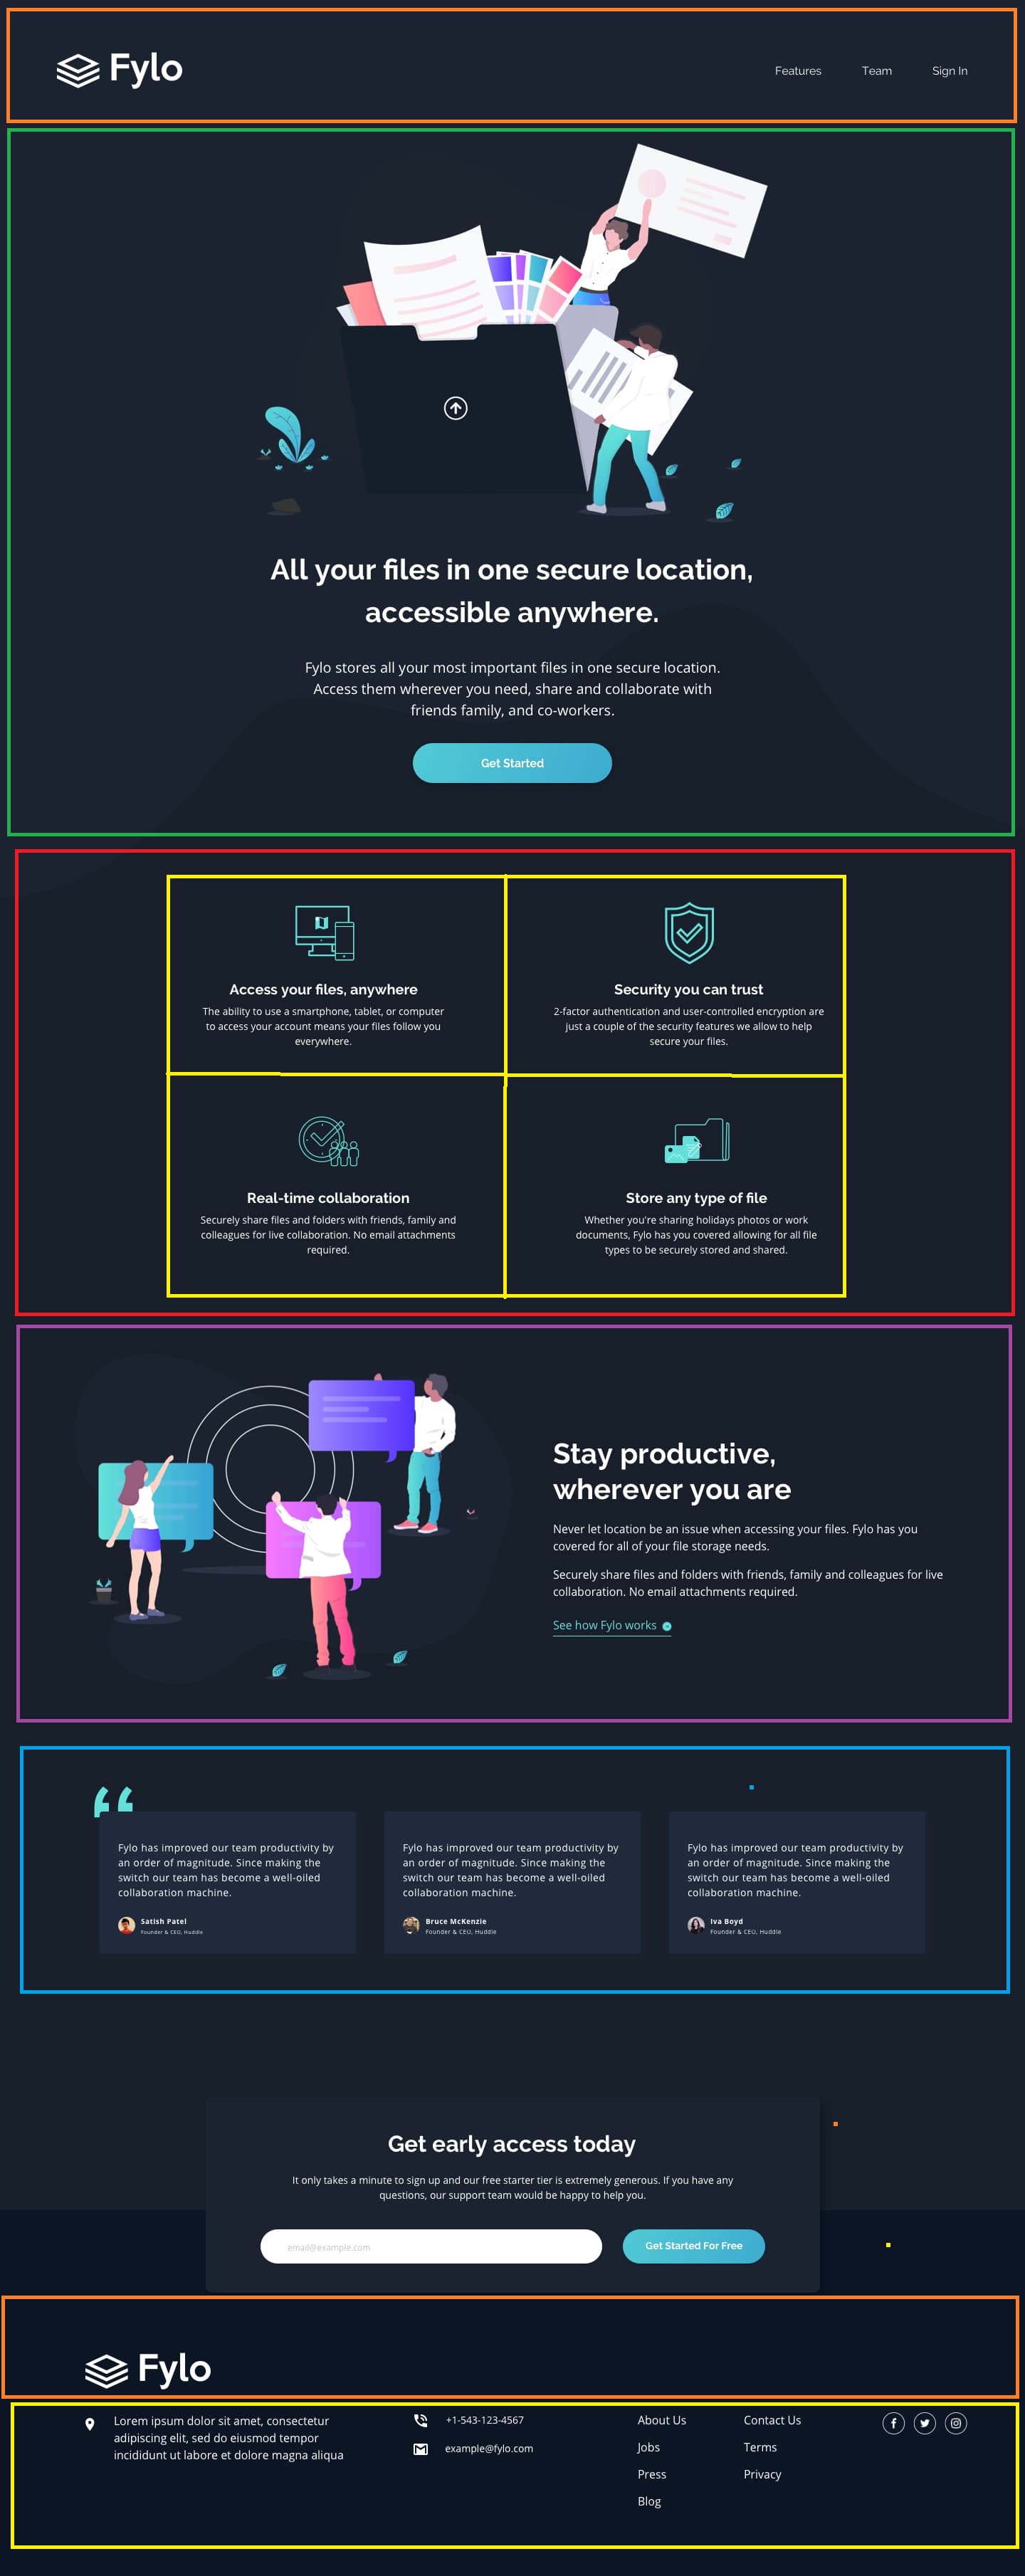 Fylo
Features
Team
Sign In
All your files in one secure location,
accessible anywhere.
Fylo stores all your most important files in one secure location.
Access them wherever you need, share and collaborate with
friends family, and co-workers.
Get Started
Access your files, anywhere
The ability to use a smartphone, tablet, or computer
to access your account means your files follow you
everywhere.
Security you can trust
2-factor authentication and user-controlled encryption are
just a couple of the security features we allow to help
secure your files.
Real-time collaboration
Securely share files and folders with friends, family and
colleagues for live collaboration. No email attachments
required.
Store any type of file
Whether you're sharing holidays photos or work
documents, Fylo has you covered allowing for all file
types to be securely stored and shared.
Stay productive,
wherever you are
Never let location be an issue when accessing your files. Fylo has you
covered for all of your file storage needs.
Securely share files and folders with friends, family and colleagues for live
collaboration. No email attachments required.
See how Fylo works
Fylo has improved our team productivity by
an order of magnitude. Since making the
switch our team has become a well-oiled
collaboration machine.
Satish Patel
Founder & CEO, Huddle
Fylo has improved our team productivity by
an order of magnitude. Since making the
switch our team has become a well-oiled
collaboration machine.
Bruce McKenzie
Founder & CEO, Huddle
Fylo has improved our team productivity by
an order of magnitude. Since making the
switch our team has become a well-oiled
collaboration machine.
Iva Boyd
Founder & CEO, Huddle
Get early access today
It only takes a minute to sign up and our free starter tier is extremely generous. If you have any
questions, our support team would be happy to help you.
email@example.com
Get Started For Free
Fylo
Lorem ipsum dolor sit amet, consectetur
adipiscing elit, sed do eiusmod tempor
incididunt ut labore et dolore magna aliqua
+1-543-123-4567
example@fylo.com
About Us
Jobs
Press
Blog
Contact Us
Terms
Privacy